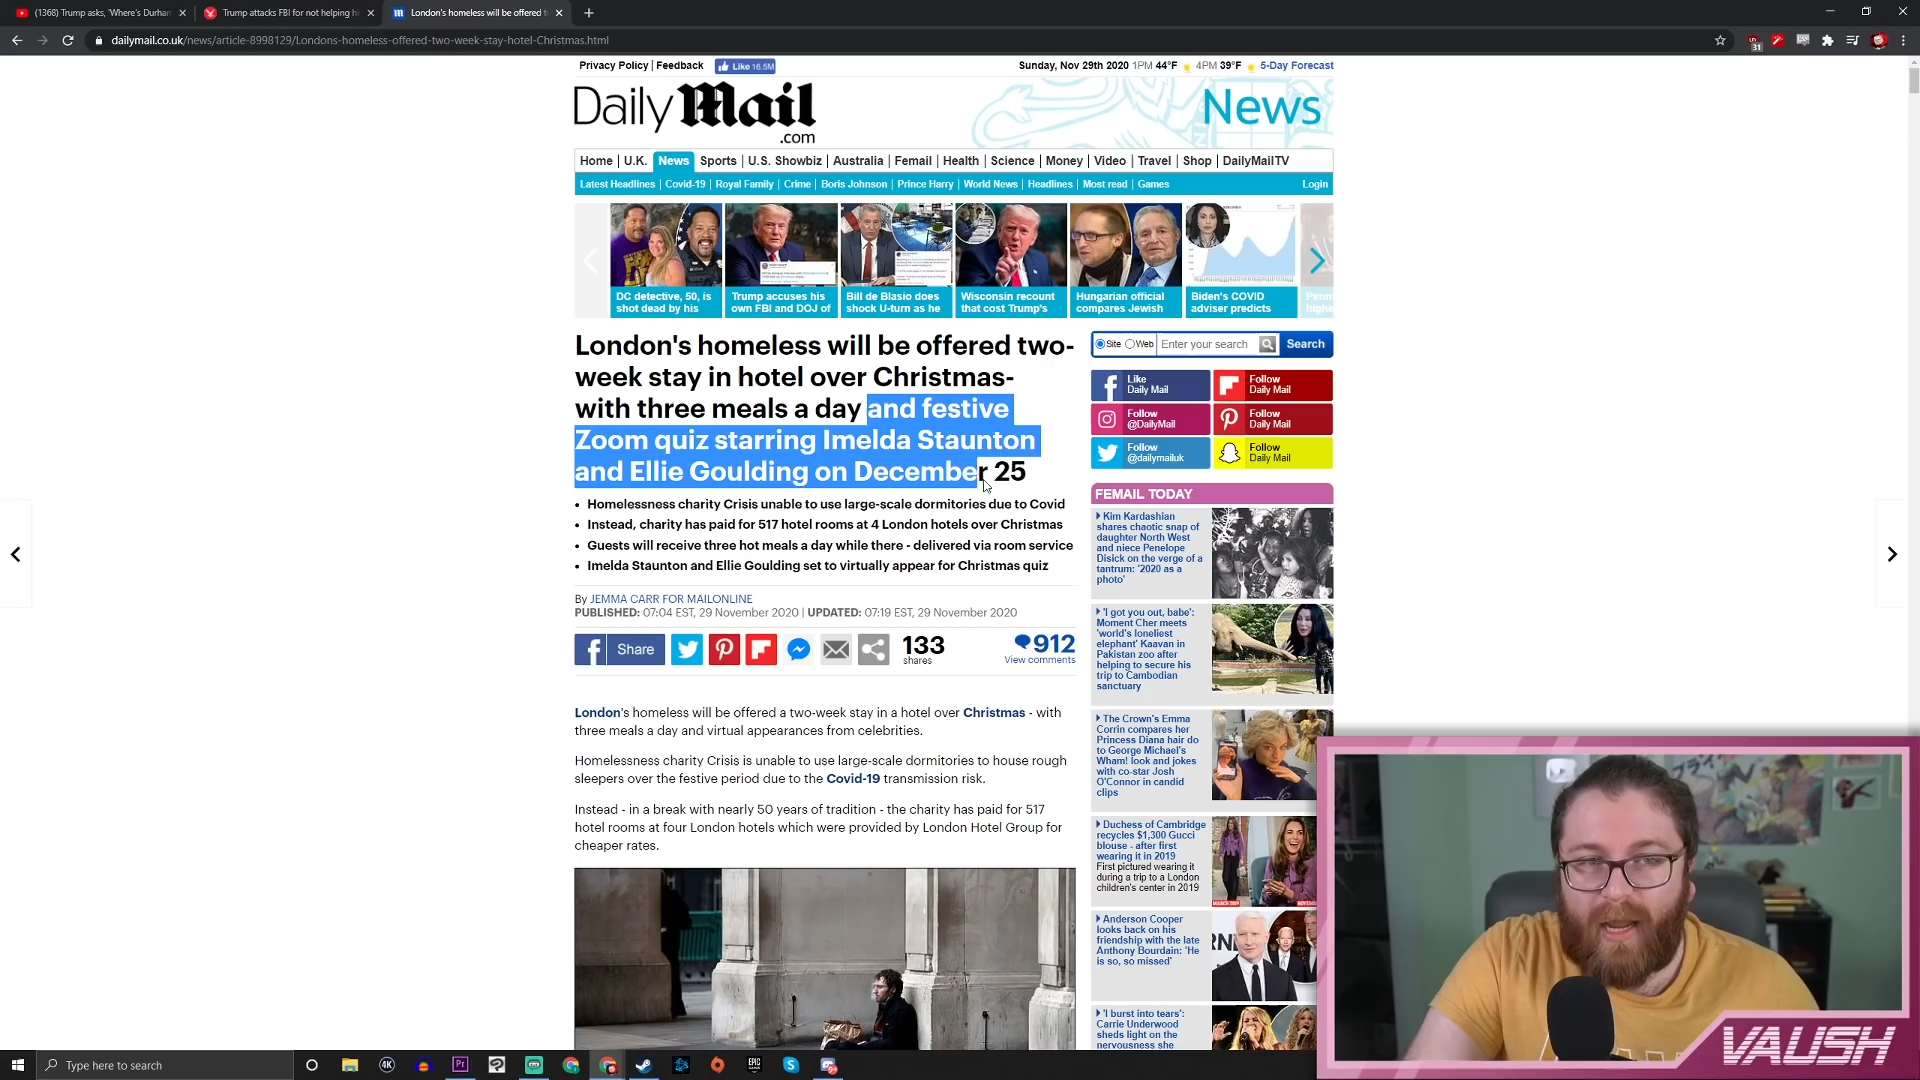 (1368) Trump asks, "Where's Durhan
Trump attacks FBI for not helping hi
London's homeless will be offered t
dailymail.co.uk/news/article-8998129/Londons-homeless-offered-two-week-stay-hotel-Christmas.html
31
Privacy Policy | Feedback
Like 16.5M
Sunday, Nov 29th 2020 1PM 44°F 4PM 39°F 5-Day Forecast
Daily Mail
.com
News
Home | U.K. | News | Sports | U.S. Showbiz | Australia | Femail | Health | Science | Money | Video | Travel | Shop | DailyMailTV
Latest Headlines | Covid-19 | Royal Family | Crime | Boris Johnson | Prince Harry | World News | Headlines | Most read | Games
Login
DC detective, 50, is
shot dead by his
Trump accuses his
own FBI and DOJ of
Bill de Blasio does
shock U-turn as he
Wisconsin recount
that cost Trump's
Hungarian official
compares Jewish
Biden's COVID
adviser predicts
London's homeless will be offered two-
week stay in hotel over Christmas-
with three meals a day and festive
Zoom quiz starring Imelda Staunton
and Ellie Goulding on December 25
• Homelessness charity Crisis unable to use large-scale dormitories due to Covid
• Instead, charity has paid for 517 hotel rooms at 4 London hotels over Christmas
• Guests will receive three hot meals a day while there - delivered via room service
• Imelda Staunton and Ellie Goulding set to virtually appear for Christmas quiz
By JEMMA CARR FOR MAILONLINE
PUBLISHED: 07:04 EST, 29 November 2020 | UPDATED: 07:19 EST, 29 November 2020
Share
133
shares
912
View comments
London's homeless will be offered a two-week stay in a hotel over Christmas - with
three meals a day and virtual appearances from celebrities.
Homelessness charity Crisis is unable to use large-scale dormitories to house rough
sleepers over the festive period due to the Covid-19 transmission risk.
Instead - in a break with nearly 50 years of tradition - the charity has paid for 517
hotel rooms at four London hotels which were provided by London Hotel Group for
cheaper rates.
Site Web Enter your search Search
Like
Daily Mail
Follow
Daily Mail
Follow
@DailyMail
Follow
Daily Mail
Follow
@dailymailuk
Follow
Daily Mail
FEMAIL TODAY
Kim Kardashian
shares chaotic snap of
daughter North West
and niece Penelope
Disick on the verge of a
tantrum: '2020 as a
photo'
'I got you out, babe':
Moment Cher meets
'world's loneliest
elephant' Kaavan in
Pakistan zoo after
helping to secure his
trip to Cambodian
sanctuary
The Crown's Emma
Corrin compares her
Princess Diana hair do
to George Michael's
Wham! look and jokes
with co-star Josh
O'Connor in candid
clips
Duchess of Cambridge
recycles $1,300 Gucci
blouse - after first
wearing it in 2019
First pictured wearing it
during a trip to a London
children's center in 2019
Anderson Cooper
looks back on his
friendship with the late
Anthony Bourdain: 'He
is so, so missed'
'I burst into tears':
Carrie Underwood
sheds light on the
nervousness she
VAUSH
Type here to search
4K
Pr
EPIC